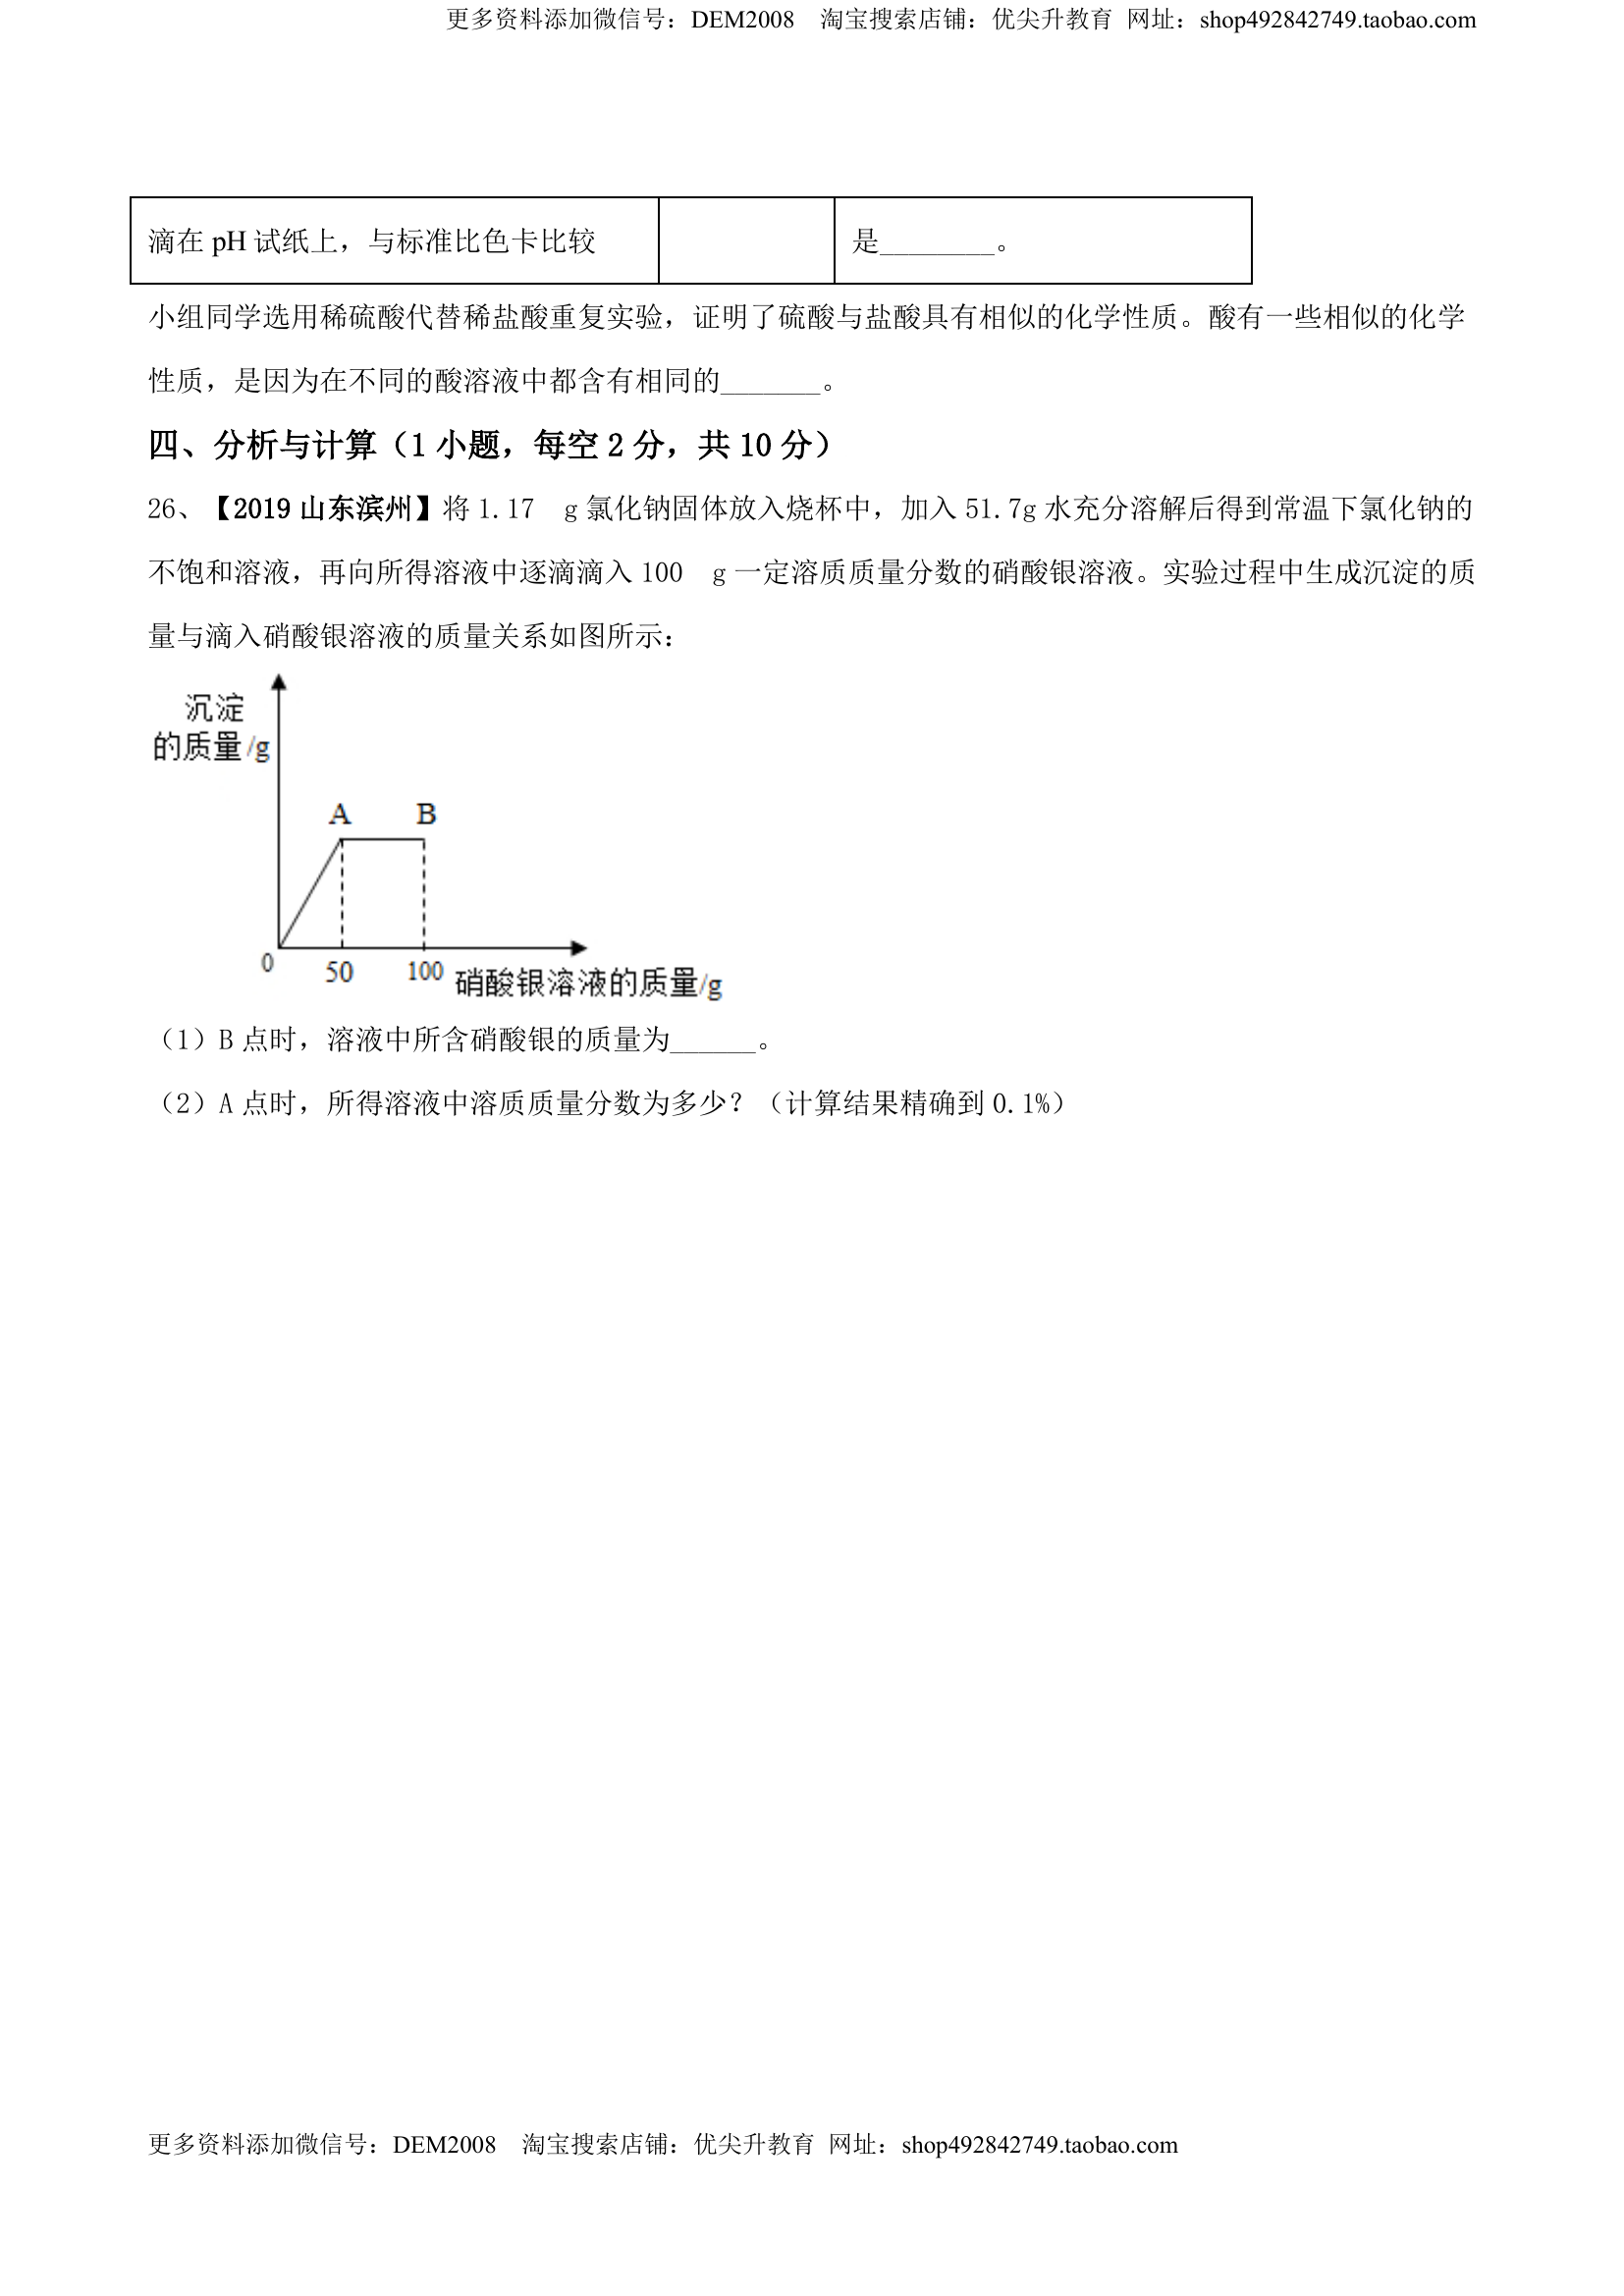 更多资料添加微信号：DEM2008 淘宝搜索店铺：优尖升教育 网址：shop492842749.taobao.com
滴在 pH 试纸上，与标准比色卡比较 是________。
小组同学选用稀硫酸代替稀盐酸重复实验，证明了硫酸与盐酸具有相似的化学性质。酸有一些相似的化学
性质，是因为在不同的酸溶液中都含有相同的_______。
四、分析与计算（1 小题，每空 2 分，共 10 分）
26、【2019 山东滨州】将 1.17 g 氯化钠固体放入烧杯中，加入 51.7g 水充分溶解后得到常温下氯化钠的
不饱和溶液，再向所得溶液中逐滴滴入 100 g 一定溶质质量分数的硝酸银溶液。实验过程中生成沉淀的质
量与滴入硝酸银溶液的质量关系如图所示：
沉淀
的质量/g
A B
0 50 100 硝酸银溶液的质量/g
（1）B 点时，溶液中所含硝酸银的质量为______。
（2）A 点时，所得溶液中溶质质量分数为多少？（计算结果精确到 0.1%）
更多资料添加微信号：DEM2008 淘宝搜索店铺：优尖升教育 网址：shop492842749.taobao.com